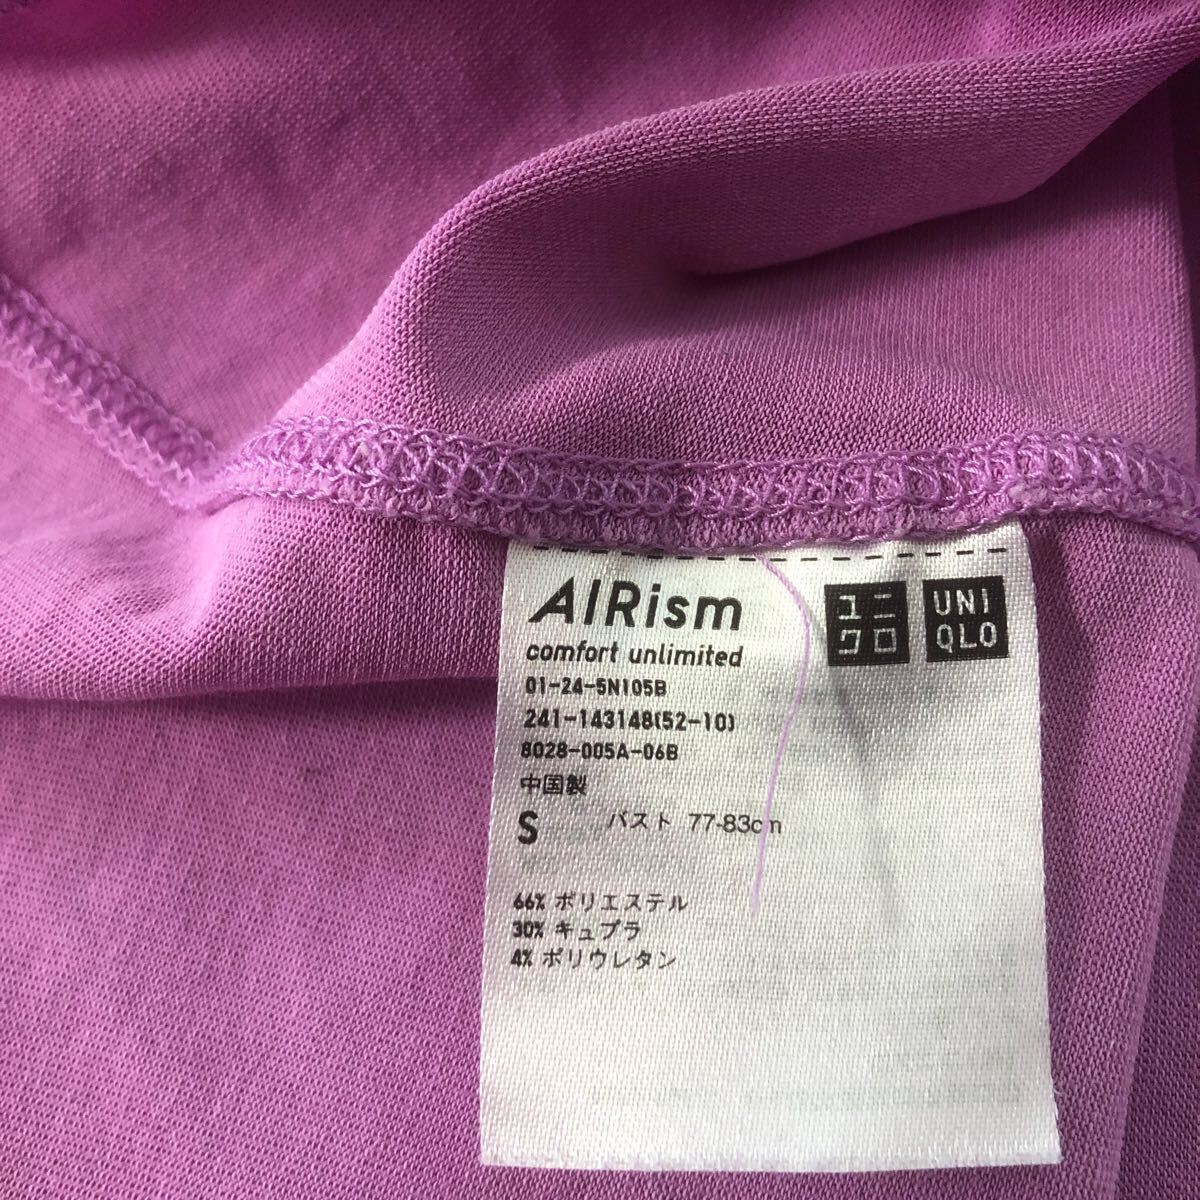 AIRism
comfort unlimited
ユニ
クロ
UNI
QLO
01-24-5N105B
241-143148(52-10)
8028-005A-06B
中国製
S バスト 77-83cm
66% ポリエステル
30% キュプラ
4% ポリウレタン